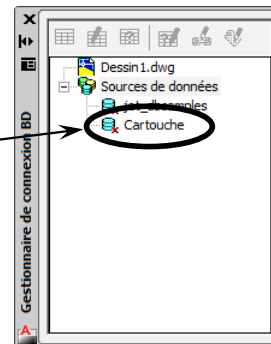 Dessin1.dwg
Sources de données
jet_dbsamples
Cartouche
Gestionnaire de connexion BD